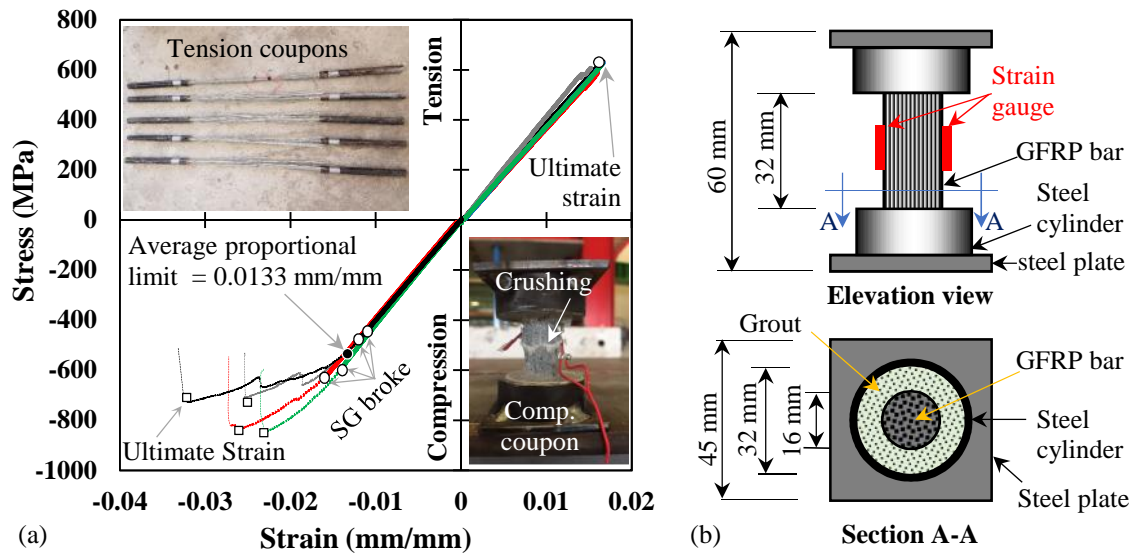 800
600
400
200
0
-200
-400
-600
-800
-1000
Stress (MPa)
-0.04
-0.03
-0.02
-0.01
0
0.01
0.02
Strain (mm/mm)
(a)
Tension coupons
Tension
Ultimate
strain
Average proportional
limit = 0.0133 mm/mm
SG broke
Ultimate Strain
Compression
Crushing
Comp.
coupon
60 mm
32 mm
Strain
gauge
GFRP bar
Steel
cylinder
A
A
steel plate
Elevation view
Grout
GFRP bar
45 mm
32 mm
16 mm
Steel
cylinder
Steel plate
(b)
Section A-A